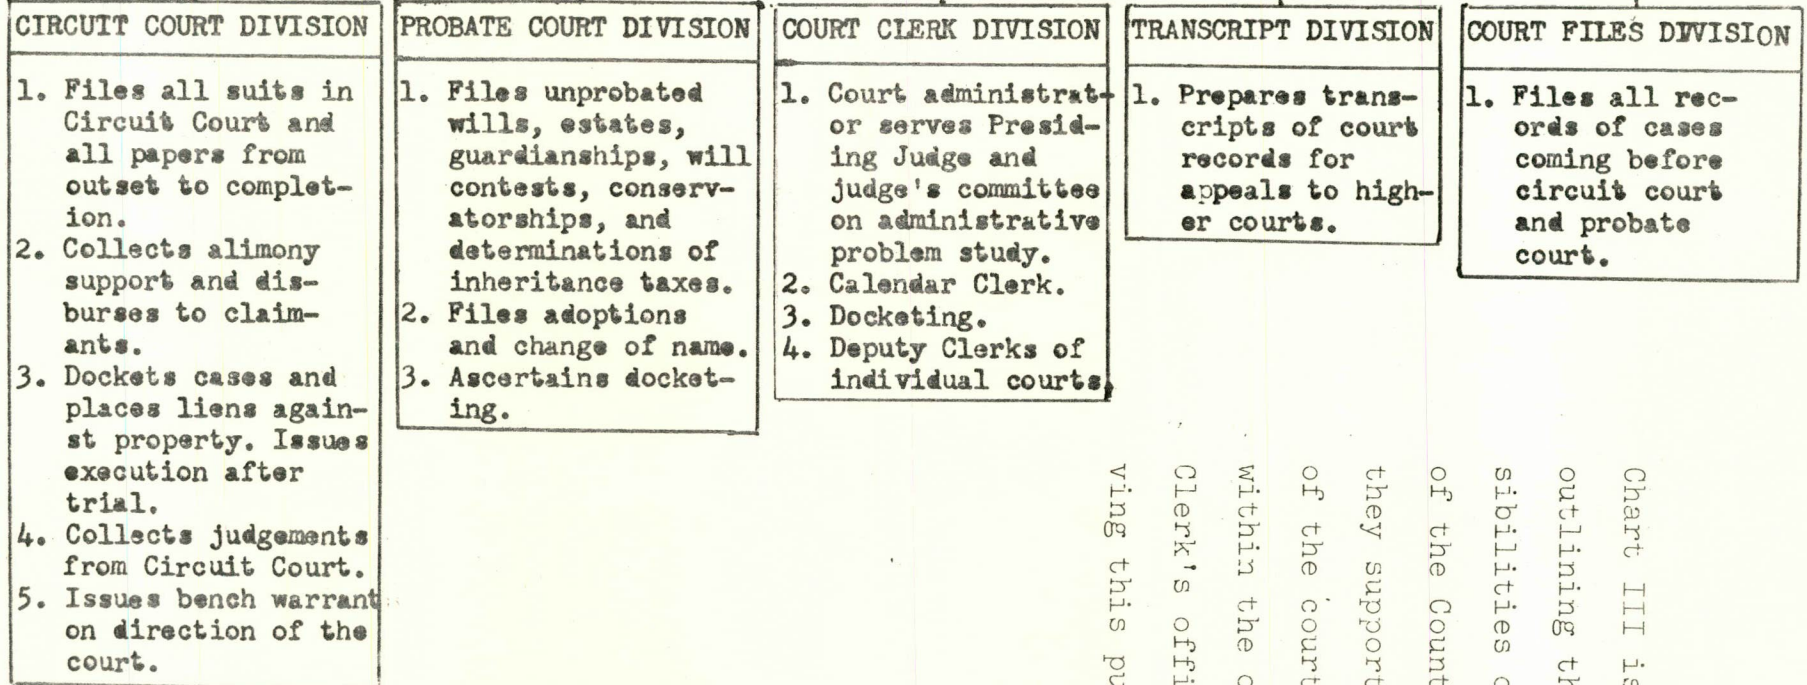 CIRCUIT COURT DIVISION
1. Files all suits in
Circuit Court and
all papers from
outset to complet-
ion.
2. Collects alimony
support and dis-
burses to claim-
ants.
3. Dockets cases and
places liens again-
st property. Issues
execution after
trial.
4. Collects judgements
from Circuit Court.
5. Issues bench warrant
on direction of the
court.
PROBATE COURT DIVISION
1. Files unprobated
wills, estates,
guardianships, will
contests, conserv-
atorships, and
determinations of
inheritance taxes.
2. Files adoptions
and change of name.
3. Ascertains docket-
ing.
COURT CLERK DIVISION
1. Court administrat-
or serves Presid-
ing Judge and
judge's committee
on administrative
problem study.
2. Calendar Clerk.
3. Docketing.
4. Deputy Clerks of
individual courts.
TRANSCRIPT DIVISION
1. Prepares trans-
cripts of court
records for
appeals to high-
er courts.
COURT FILES DIVISION
1. Files all rec-
ords of cases
coming before
circuit court
and probate
court.
Chart III is
outlining th
sibilities o
of the Count
they support
of the court
within the c
Clerk's offi
ving this pu